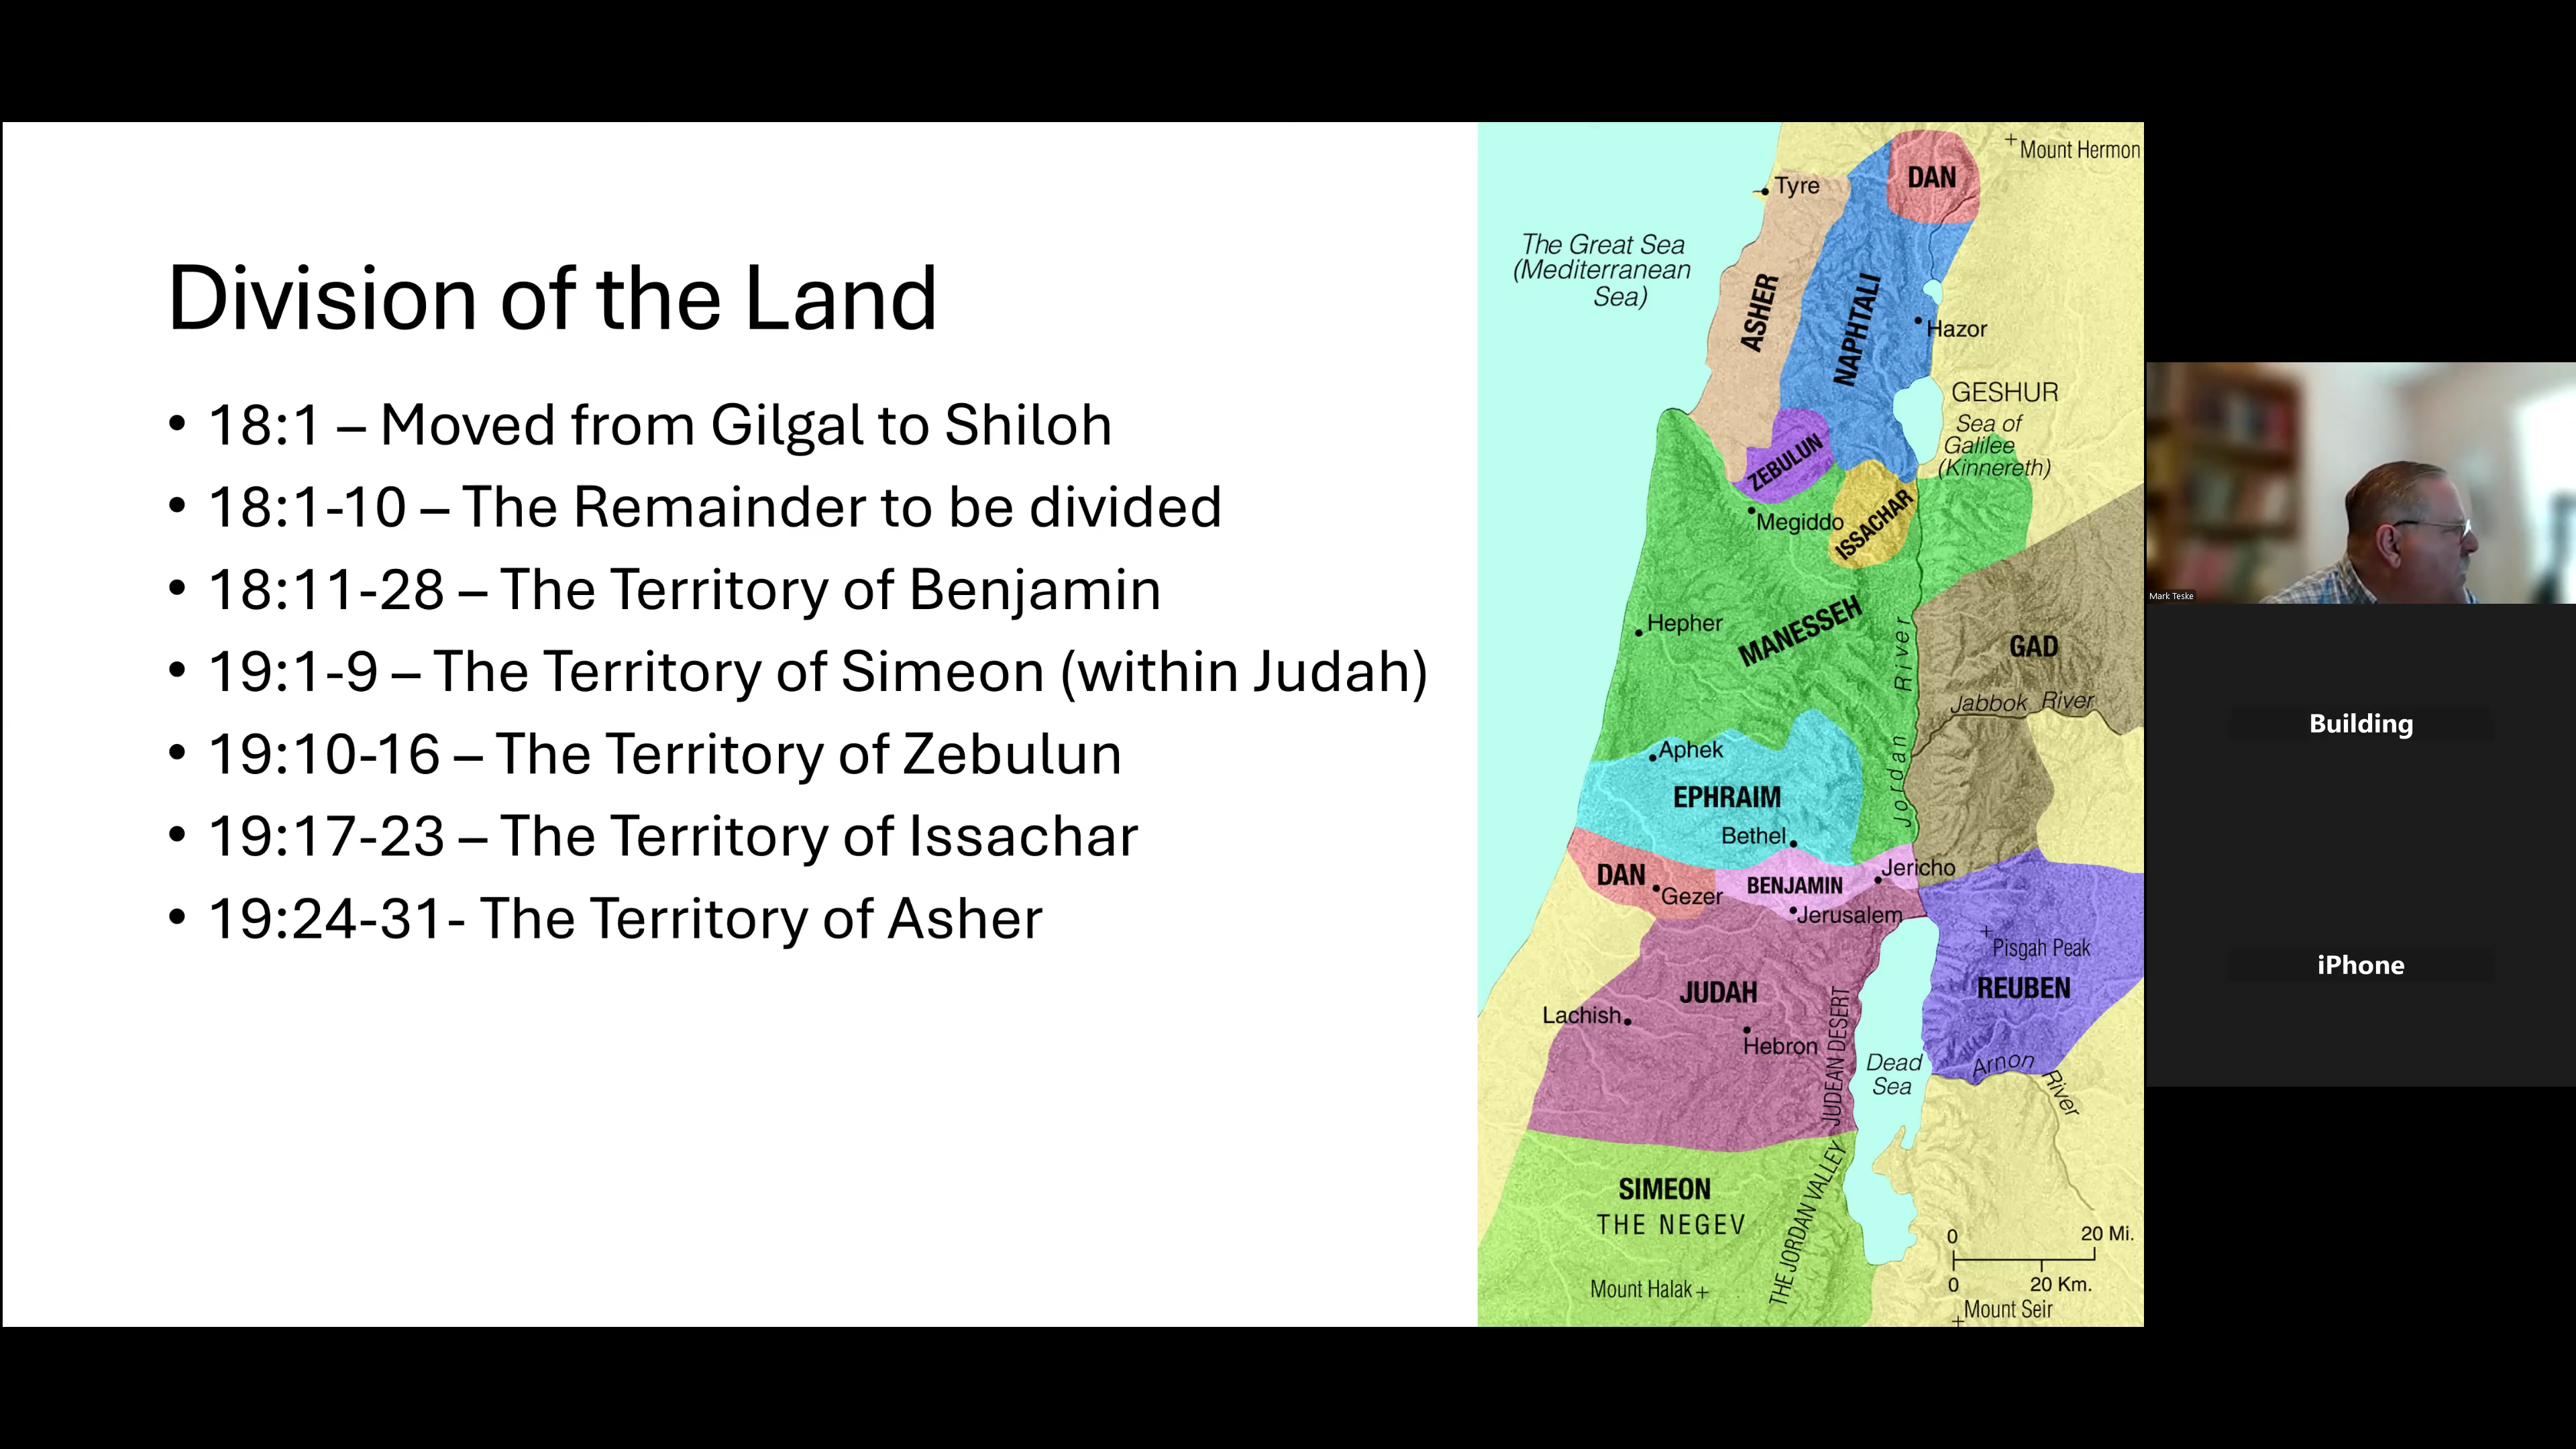 Division of the Land
• 18:1 – Moved from Gilgal to Shiloh
• 18:1-10 – The Remainder to be divided
• 18:11-28 – The Territory of Benjamin
• 19:1-9 – The Territory of Simeon (within Judah)
• 19:10-16 – The Territory of Zebulun
• 19:17-23 – The Territory of Issachar
• 19:24-31- The Territory of Asher
Mount Hermon
DAN
Tyre
The Great Sea
(Mediterranean
Sea)
ASHER
NAPHTALI
Hazor
GESHUR
Sea of
Galilee
(Kinnereth)
ZEBULUN
ISSACHAR
Megiddo
Hepher
MANESSEH
Jordan River
GAD
Jabbok River
Aphek
EPHRAIM
Bethel
DAN
Gezer
BENJAMIN
Jericho
Jerusalem
Pisgah Peak
REUBEN
JUDAH
Lachish
Hebron
JUDEAN DESERT
Dead
Sea
Arnon River
SIMEON
THE NEGEV
THE JORDAN VALLEY
Mount Halak
0 20 Mi.
0 20 Km.
Mount Seir
Mark Teske
Building
iPhone